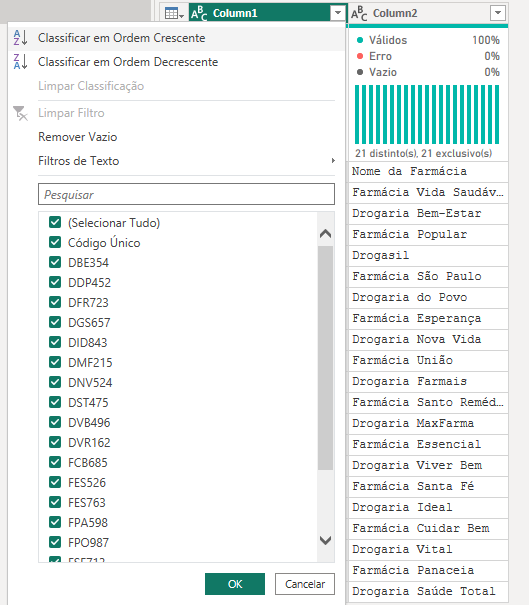 Column1
Column2
Classificar em Ordem Crescente
Classificar em Ordem Decrescente
Limpar Classificação
Limpar Filtro
Remover Vazio
Filtros de Texto
Pesquisar
(Selecionar Tudo)
Código Único
DBE354
DDP452
DFR723
DGS657
DID843
DMF215
DNV524
DST475
DVB496
DVR162
FCB685
FES526
FES763
FPA598
FPO987
OK
Cancelar
Válidos 100%
Erro 0%
Vazio 0%
21 distinto(s), 21 exclusivo(s)
Nome da Farmácia
Farmácia Vida Saudáv...
Drogaria Bem-Estar
Farmácia Popular
Drogasil
Farmácia São Paulo
Drogaria do Povo
Farmácia Esperança
Drogaria Nova Vida
Farmácia União
Drogaria Farmais
Farmácia Santo Reméd...
Drogaria MaxFarma
Farmácia Essencial
Drogaria Viver Bem
Farmácia Santa Fé
Drogaria Ideal
Farmácia Cuidar Bem
Drogaria Vital
Farmácia Panaceia
Drogaria Saúde Total